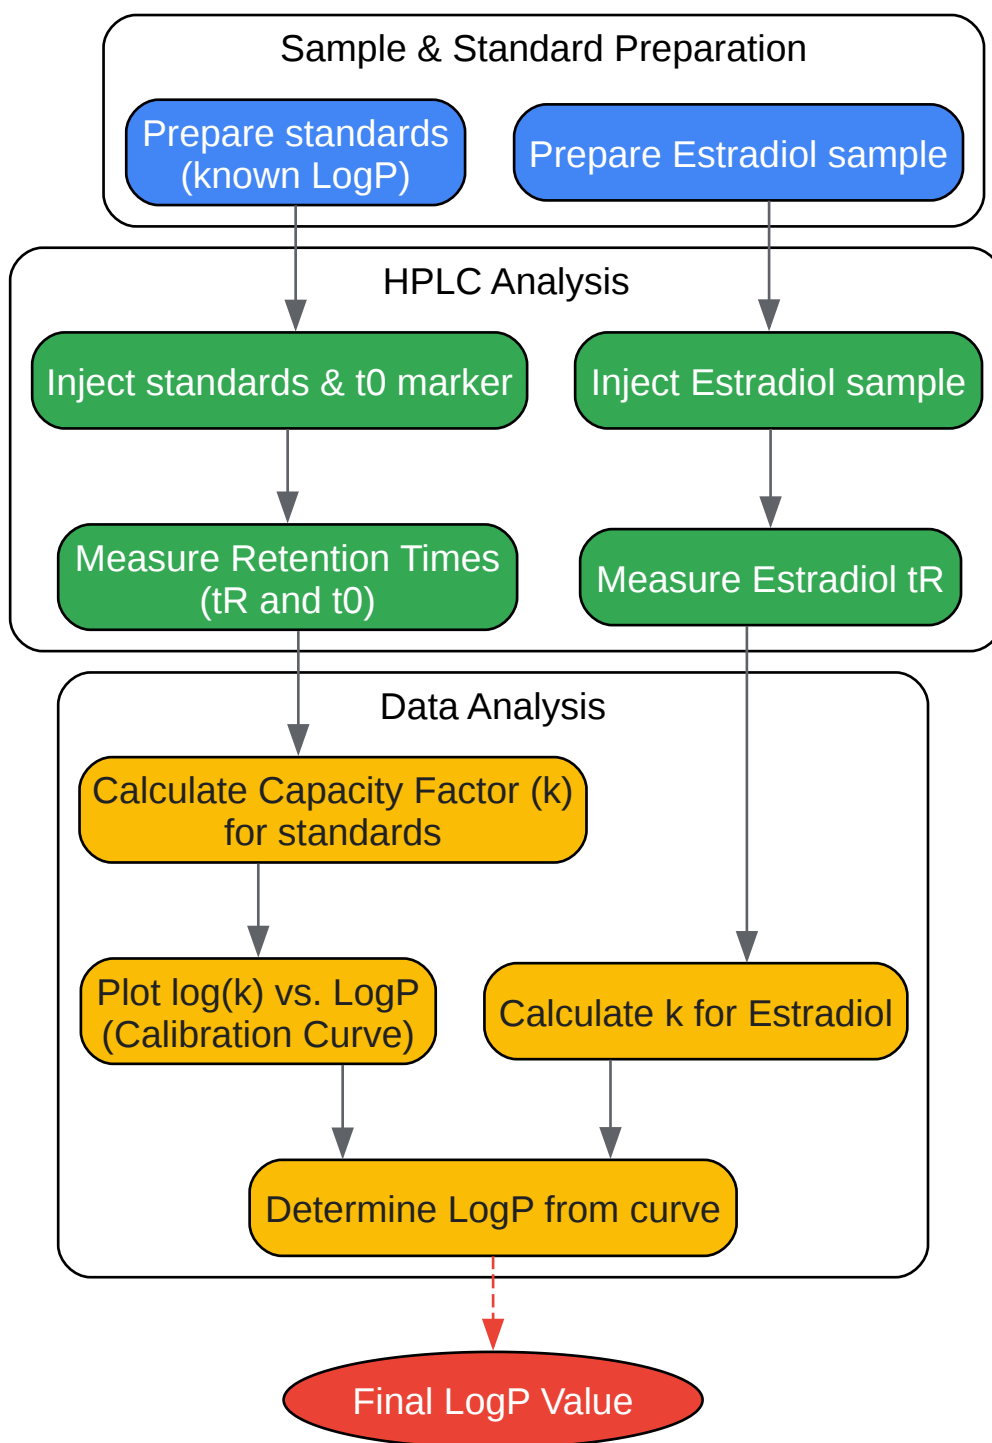 Sample & Standard Preparation
Prepare standards
(known LogP)
Prepare Estradiol sample
HPLC Analysis
Inject standards & t0 marker
Inject Estradiol sample
Measure Retention Times
(tR and t0)
Measure Estradiol tR
Data Analysis
Calculate Capacity Factor (k)
for standards
Plot log(k) vs. LogP
(Calibration Curve)
Calculate k for Estradiol
Determine LogP from curve
Final LogP Value